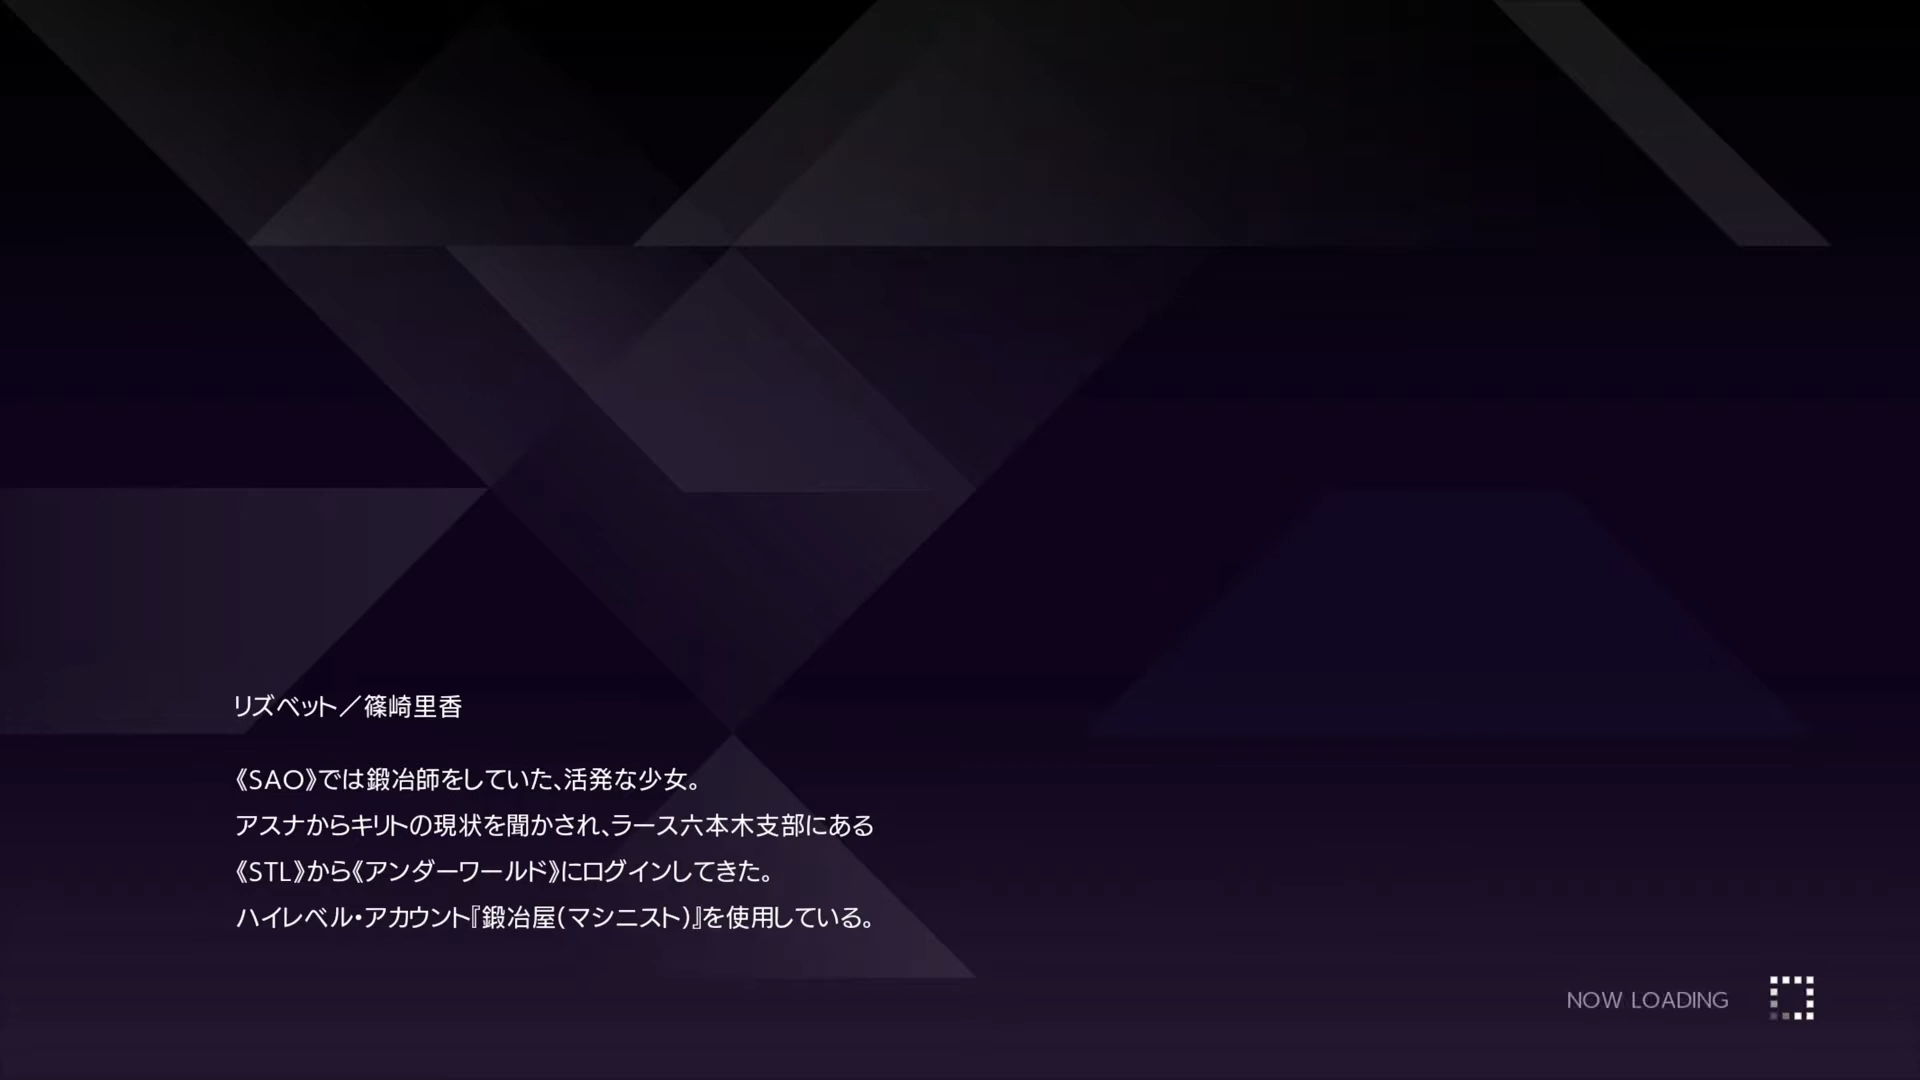 リズベット／篠崎里香
《SAO》では鍛冶師をしていた、活発な少女。
アスナからキリトの現状を聞かされ、ラース六本木支部にある
《STL》から《アンダーワールド》にログインしてきた。
ハイレベル・アカウント『鍛冶屋（マシニスト）』を使用している。
NOW LOADING